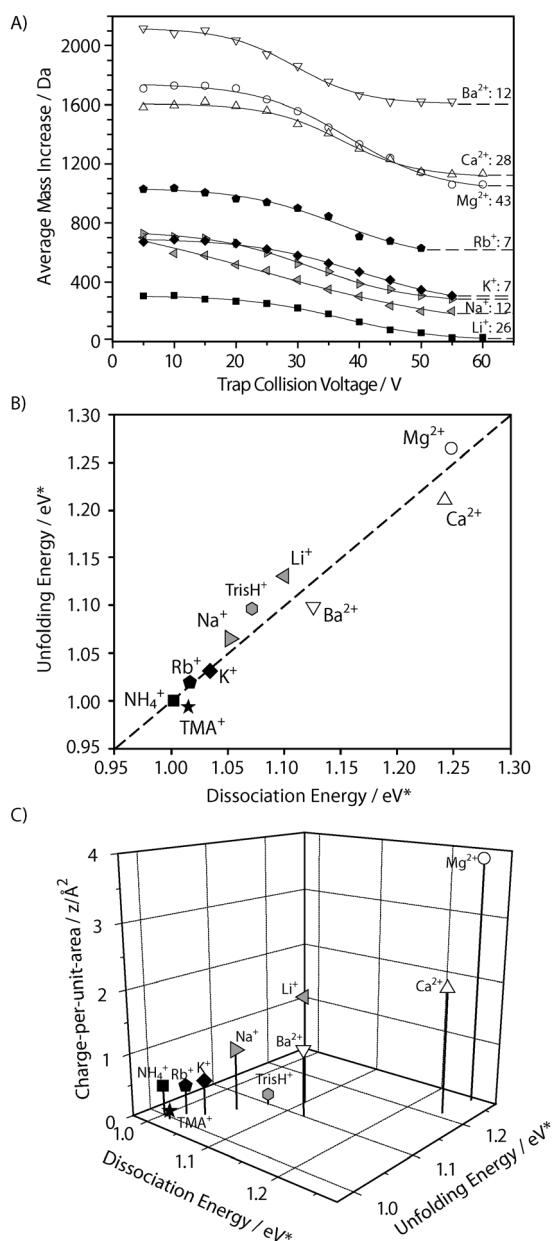 A)
Average Mass Increase / Da
2000
1600
1200
800
400
0
Ba²⁺: 12
Ca²⁺: 28
Mg²⁺: 43
Rb⁺: 7
K⁺: 7
Na⁺: 12
Li⁺: 26
0 10 20 30 40 50 60
Trap Collision Voltage / V
B)
Unfolding Energy / eV*
1.30
1.25
1.20
1.15
1.10
1.05
1.00
0.95
Mg²⁺
Ca²⁺
Li⁺
TrisH⁺
Ba²⁺
Na⁺
Rb⁺
K⁺
NH₄⁺
TMA⁺
0.95 1.00 1.05 1.10 1.15 1.20 1.25 1.30
Dissociation Energy / eV*
C)
Charge-per-unit-area / z/Å²
4
3
2
1
0
Mg²⁺
Ca²⁺
Li⁺
Ba²⁺
Na⁺
NH₄⁺ Rb⁺ K⁺
TrisH⁺
TMA⁺
1.0
1.1
1.2
Dissociation Energy / eV*
1.0
1.1
1.2
Unfolding Energy / eV*